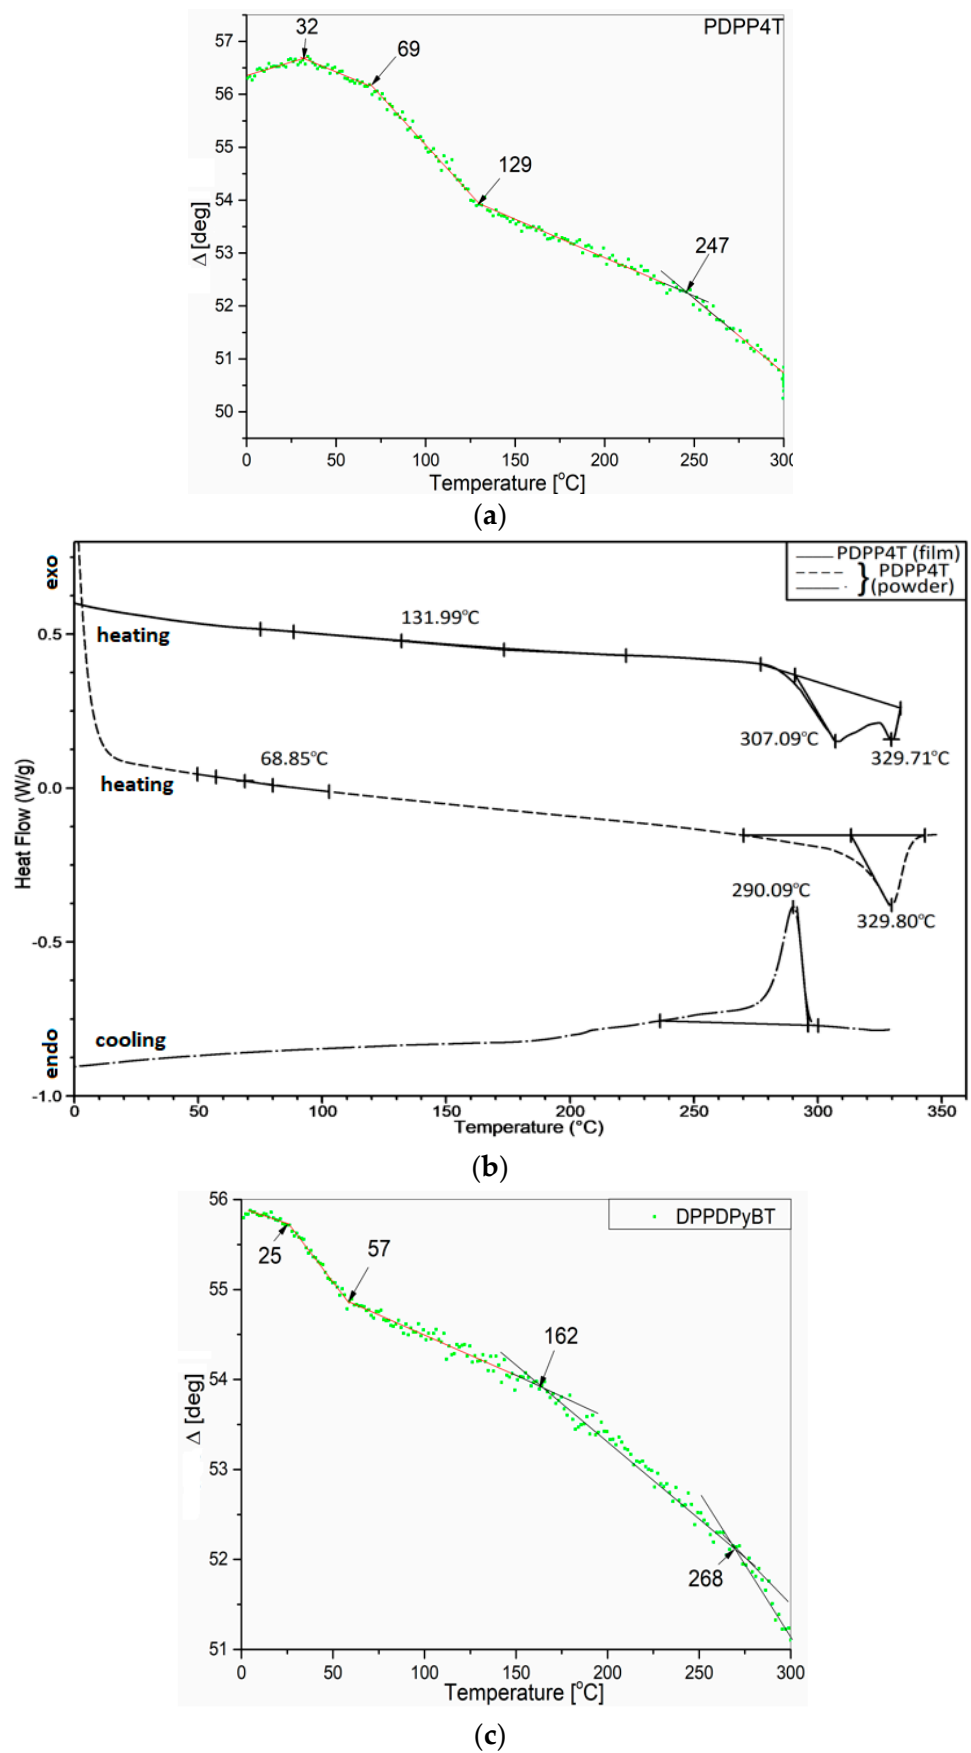 PDPP4T
32
69
129
247
57
56
55
54
53
52
51
50
Δ [deg]
0 50 100 150 200 250 300
Temperature [°C]
(a)
PDPP4T (film)
PDPP4T
(powder)
exo
heating
131.99°C
0.5
307.09°C
329.71°C
68.85°C
heating
0.0
Heat Flow (W/g)
290.09°C
329.80°C
-0.5
cooling
endo
-1.0
0 50 100 150 200 250 300 350
Temperature (°C)
(b)
DPPDPyBT
25
57
162
268
56
55
54
53
52
51
Δ [deg]
0 50 100 150 200 250 300
Temperature [°C]
(c)